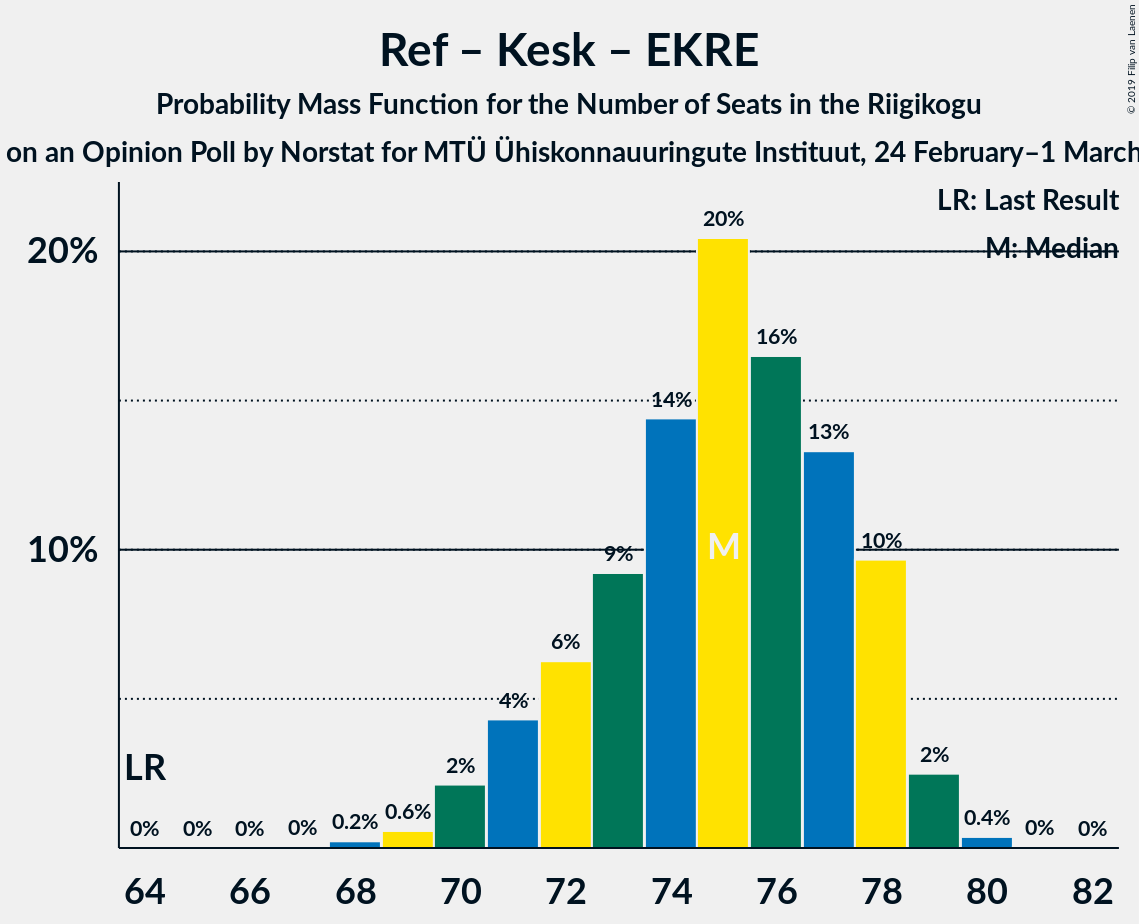 Ref – Kesk – EKRE
Probability Mass Function for the Number of Seats in the Riigikogu
on an Opinion Poll by Norstat for MTÜ Ühiskonnauuringute Instituut, 24 February–1 March
© 2019 Filip van Laenen
LR: Last Result
M: Median
20%
10%
20%
16%
14%
13%
10%
9%
M
6%
4%
LR
2%
2%
0%
0%
0%
0%
0.2%
0.6%
0.4%
0%
0%
64 66 68 70 72 74 76 78 80 82